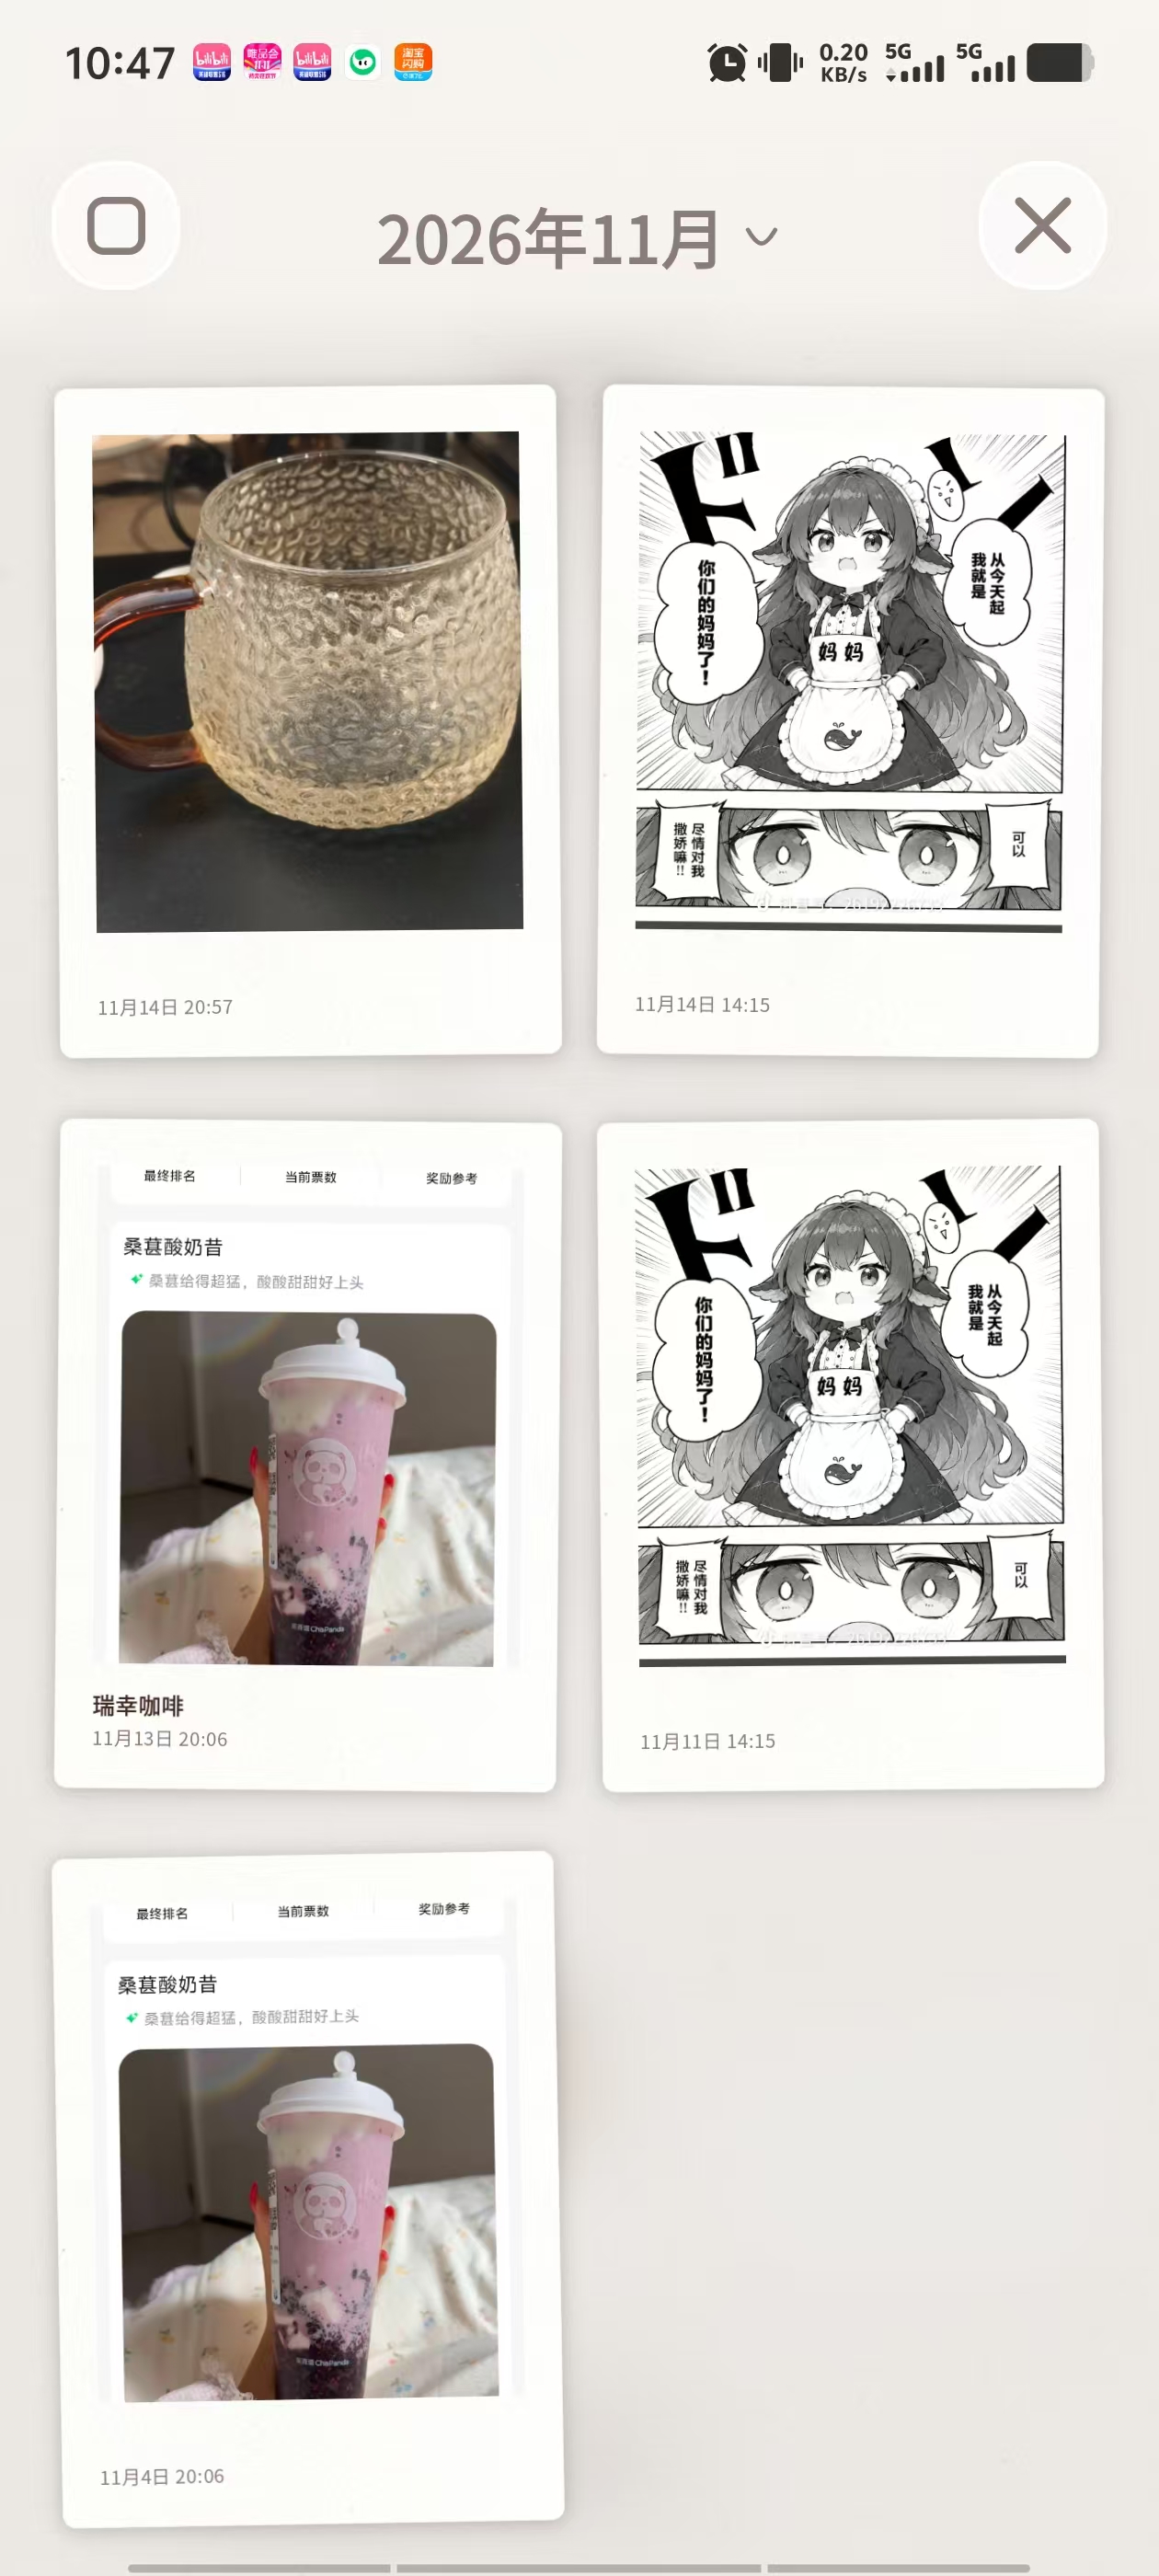 10:47
0.20
KB/s
5G
5G
2026年11月
ド
从今天起
我就是
你们的妈妈了！
妈妈
可以
尽情对我
撒娇嘛!!
11月14日 20:57
11月14日 14:15
最终排名
当前票数
奖励参考
桑葚酸奶昔
桑葚给得超猛，酸酸甜甜好上头
ChaPanda
瑞幸咖啡
11月13日 20:06
ド
从今天起
我就是
你们的妈妈了！
妈妈
可以
尽情对我
撒娇嘛!!
11月11日 14:15
最终排名
当前票数
奖励参考
桑葚酸奶昔
桑葚给得超猛，酸酸甜甜好上头
ChaPanda
11月4日 20:06